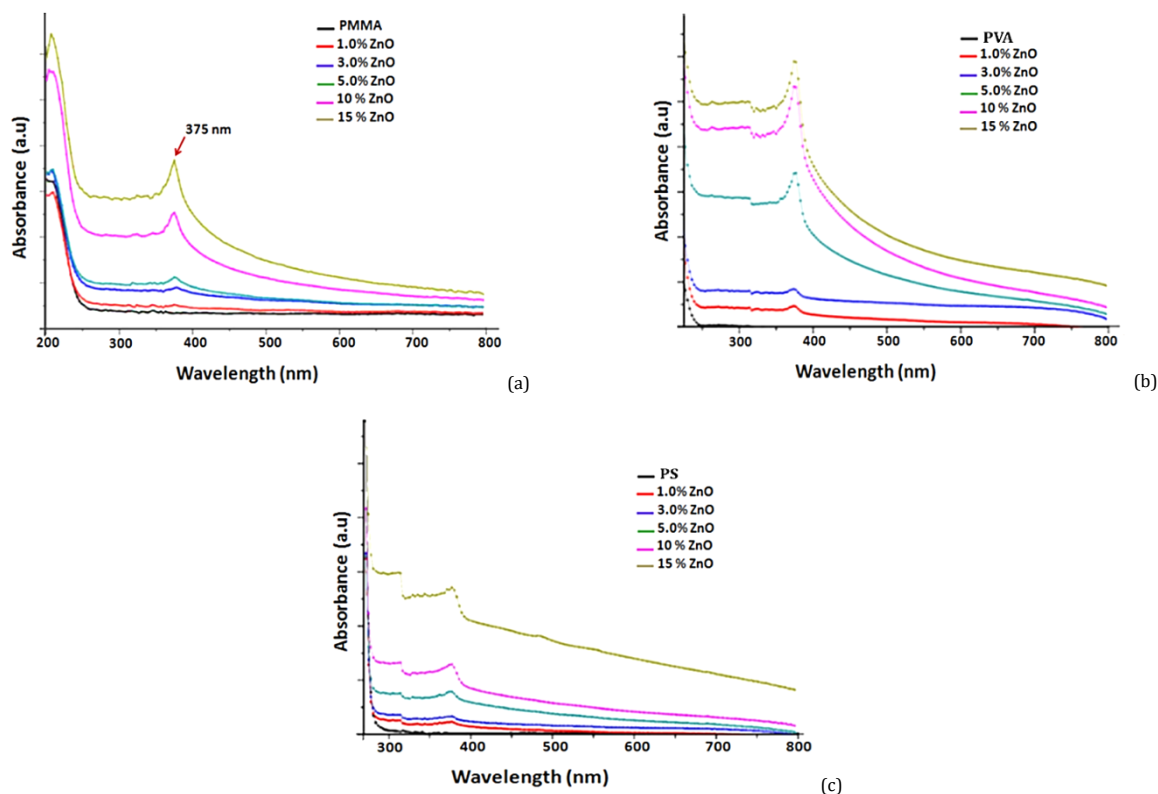 PMMA
1.0% ZnO
3.0% ZnO
5.0% ZnO
10 % ZnO
15 % ZnO
375 nm
Absorbance (a.u)
200 300 400 500 600 700 800
Wavelength (nm)
(a)
PVA
1.0% ZnO
3.0% ZnO
5.0% ZnO
10 % ZnO
15 % ZnO
Absorbance (a.u)
300 400 500 600 700 800
Wavelength (nm)
(b)
PS
1.0% ZnO
3.0% ZnO
5.0% ZnO
10 % ZnO
15 % ZnO
Absorbance (a.u)
300 400 500 600 700 800
Wavelength (nm)
(c)